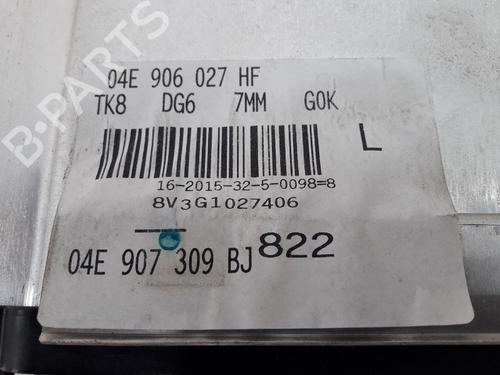 04E 906 027 HF
TK8 DG6 7MM G0K
L
16-2015-32-5-0098=8
8V3G1027406
04E 907 309 BJ 822
B-PARTS